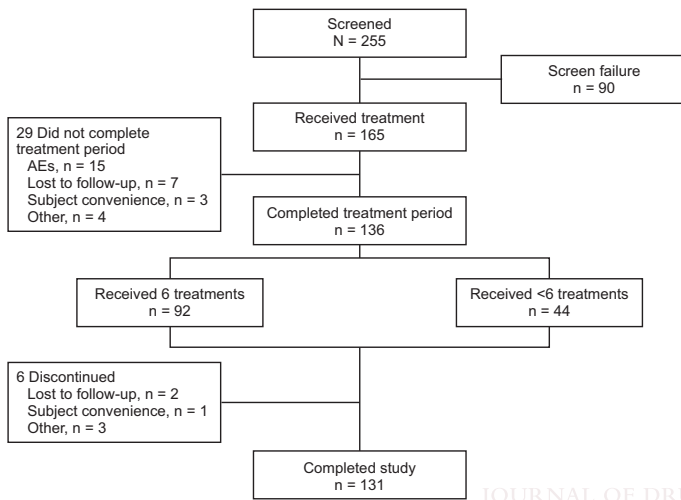 Screened
N = 255
Screen failure
n = 90
Received treatment
n = 165
29 Did not complete
treatment period
AEs, n = 15
Lost to follow-up, n = 7
Subject convenience, n = 3
Other, n = 4
Completed treatment period
n = 136
Received 6 treatments
n = 92
Received <6 treatments
n = 44
6 Discontinued
Lost to follow-up, n = 2
Subject convenience, n = 1
Other, n = 3
Completed study
n = 131
JOURNAL OF